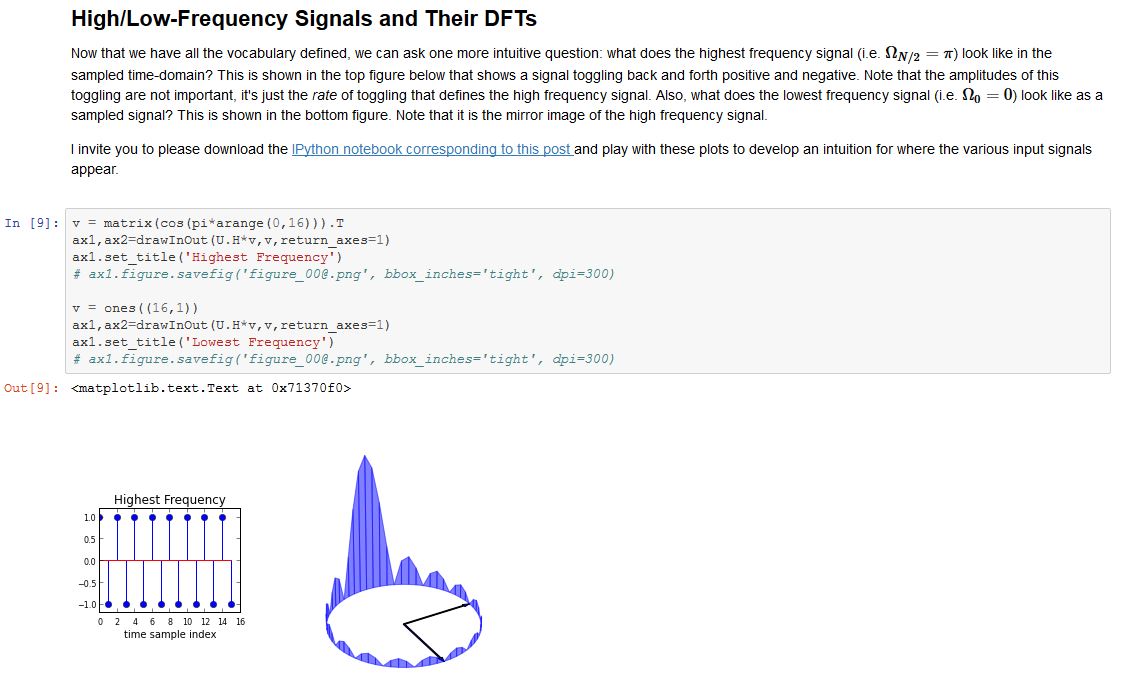 High/Low-Frequency Signals and Their DFTs
Now that we have all the vocabulary defined, we can ask one more intuitive question: what does the highest frequency signal (i.e. Ω_{N/2} = π) look like in the
sampled time-domain? This is shown in the top figure below that shows a signal toggling back and forth positive and negative. Note that the amplitudes of this
toggling are not important, it's just the rate of toggling that defines the high frequency signal. Also, what does the lowest frequency signal (i.e. Ω₀ = 0) look like as a
sampled signal? This is shown in the bottom figure. Note that it is the mirror image of the high frequency signal.
I invite you to please download the IPython notebook corresponding to this post and play with these plots to develop an intuition for where the various input signals
appear.
In [9]:
v = matrix(cos(pi*arange(0,16))).T
ax1,ax2=drawInOut(U.H*v,v,return_axes=1)
ax1.set_title('Highest Frequency')
# ax1.figure.savefig('figure_00@.png', bbox_inches='tight', dpi=300)
v = ones((16,1))
ax1,ax2=drawInOut(U.H*v,v,return_axes=1)
ax1.set_title('Lowest Frequency')
# ax1.figure.savefig('figure_00@.png', bbox_inches='tight', dpi=300)
Out[9]: <matplotlib.text.Text at 0x71370f0>
Highest Frequency
1.0
0.5
0.0
−0.5
−1.0
0 2 4 6 8 10 12 14 16
time sample index